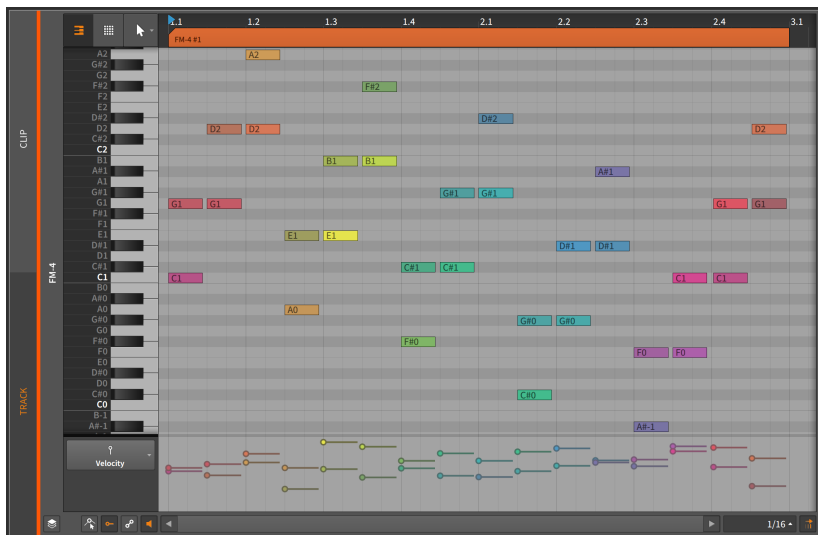 1.1 1.2 1.3 1.4 2.1 2.2 2.3 2.4 3.1
FM-4 #1
CLIP
TRACK
FM-4
A2 A2
G#2
G2
F#2 F#2
F2
E2
D#2 D#2
D2 D2 D2 D2
C#2
C2
B1 B1 B1
A#1 A#1
A1
G#1 G#1 G#1
G1 G1 G1 G1 G1
F#1
F1
E1 E1 E1
D#1 D#1 D#1
D1
C#1 C#1 C#1
C1 C1 C1 C1
B0
A#0
A0 A0
G#0 G#0 G#0
G0
F#0 F#0
F0 F0 F0
E0
D#0
D0
C#0 C#0
C0
B-1
A#-1 A#-1
Velocity
1/16